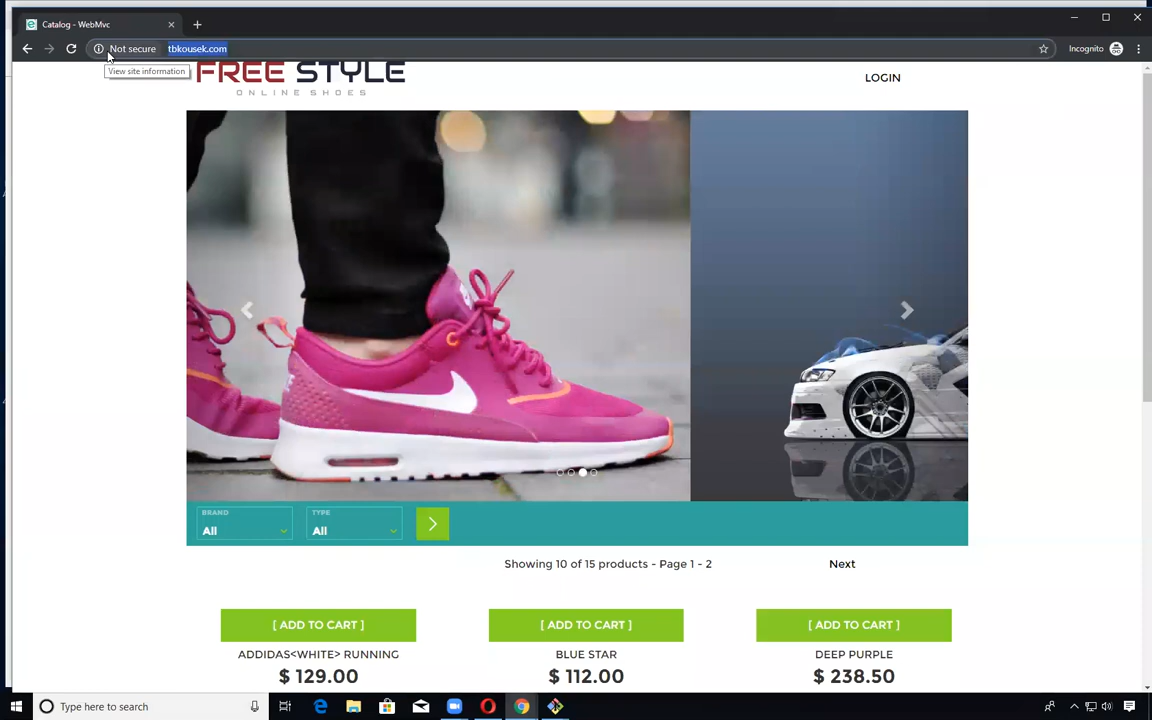 Catalog - WebMvc
Not secure
tbkousek.com
Incognito
View site information
FREE STYLE
ONLINE SHOES
LOGIN
BRAND
All
TYPE
All
Showing 10 of 15 products - Page 1 - 2
Next
[ ADD TO CART ]
[ ADD TO CART ]
[ ADD TO CART ]
ADDIDAS<WHITE> RUNNING
BLUE STAR
DEEP PURPLE
$ 129.00
$ 112.00
$ 238.50
Type here to search